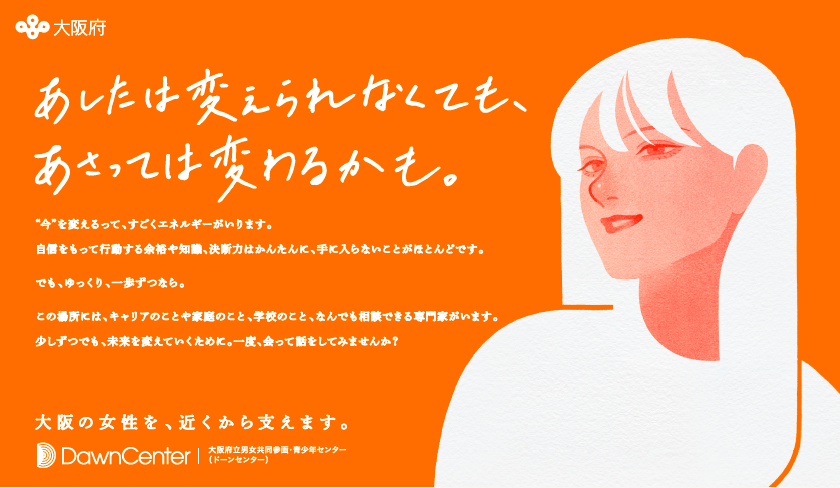 大阪府
あしたは変えられなくても、
あさっては変わるかも。
“今”を変えるって、すごくエネルギーがいります。
自信をもって行動する余裕や知識、決断力はかんたんに、手に入らないことがほとんどです。
でも、ゆっくり、一歩ずつなら。
この場所には、キャリアのことや家庭のこと、学校のこと、なんでも相談できる専門家がいます。
少しずつでも、未来を変えていくために。一度、会って話をしてみませんか？
大阪の女性を、近くから支えます。
DawnCenter
大阪府立男女共同参画・青少年センター
（ドーンセンター）